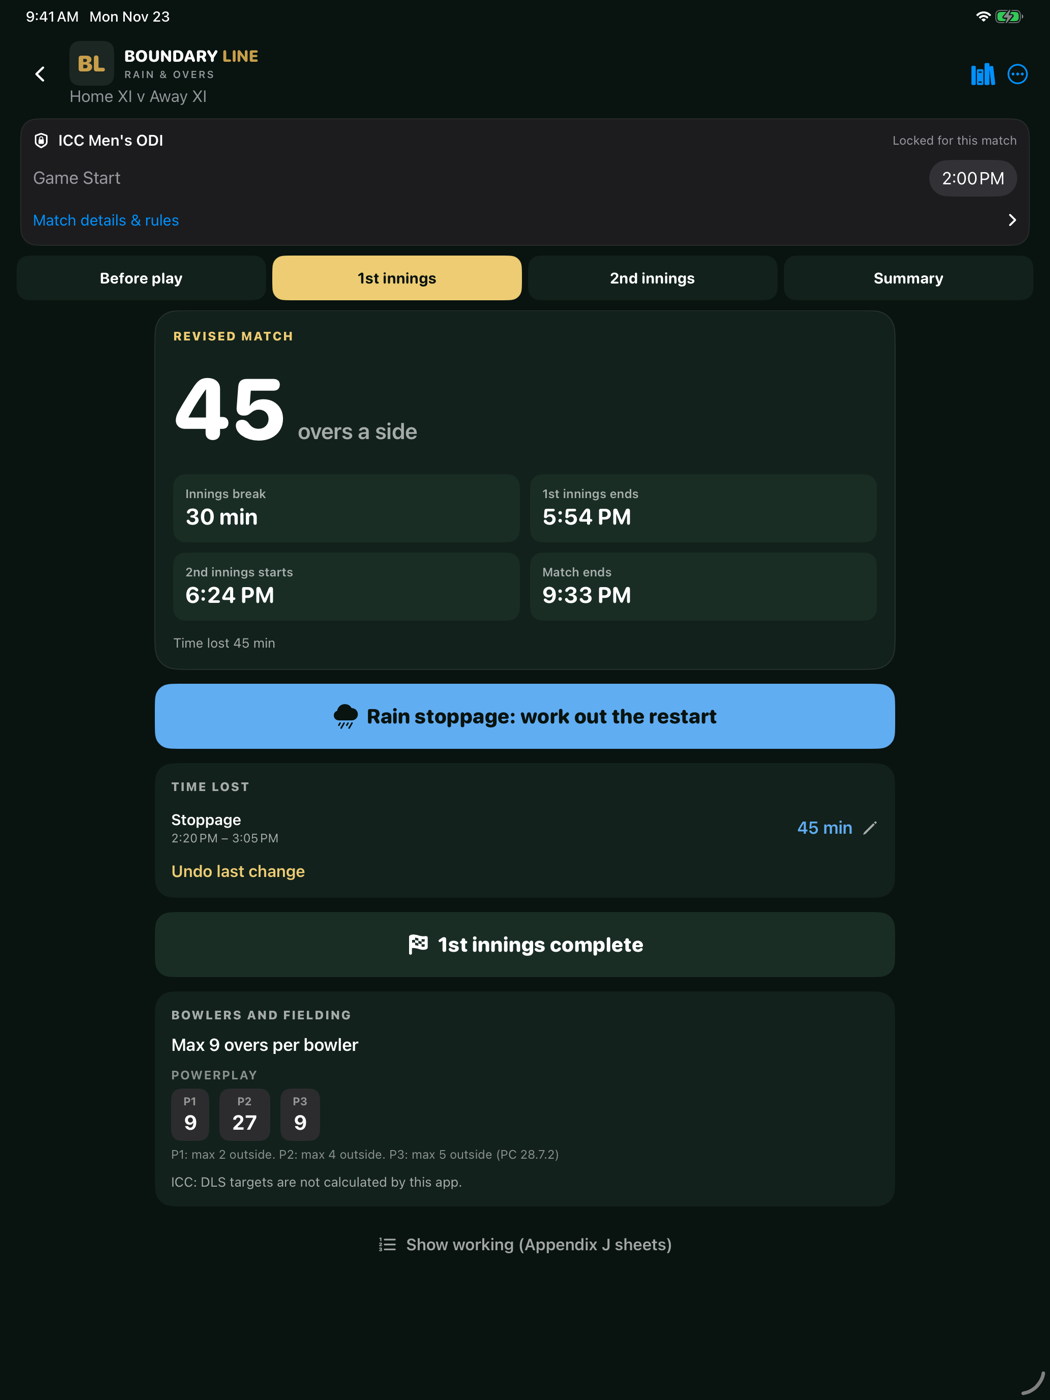 9:41 AM Mon Nov 23
BL
BOUNDARY LINE
RAIN & OVERS
Home XI v Away XI
ICC Men's ODI
Locked for this match
Game Start
2:00 PM
Match details & rules
Before play
1st innings
2nd innings
Summary
REVISED MATCH
45 overs a side
Innings break
30 min
1st innings ends
5:54 PM
2nd innings starts
6:24 PM
Match ends
9:33 PM
Time lost 45 min
Rain stoppage: work out the restart
TIME LOST
Stoppage
2:20 PM – 3:05 PM
45 min
Undo last change
1st innings complete
BOWLERS AND FIELDING
Max 9 overs per bowler
POWERPLAY
P1
9
P2
27
P3
9
P1: max 2 outside. P2: max 4 outside. P3: max 5 outside (PC 28.7.2)
ICC: DLS targets are not calculated by this app.
Show working (Appendix J sheets)